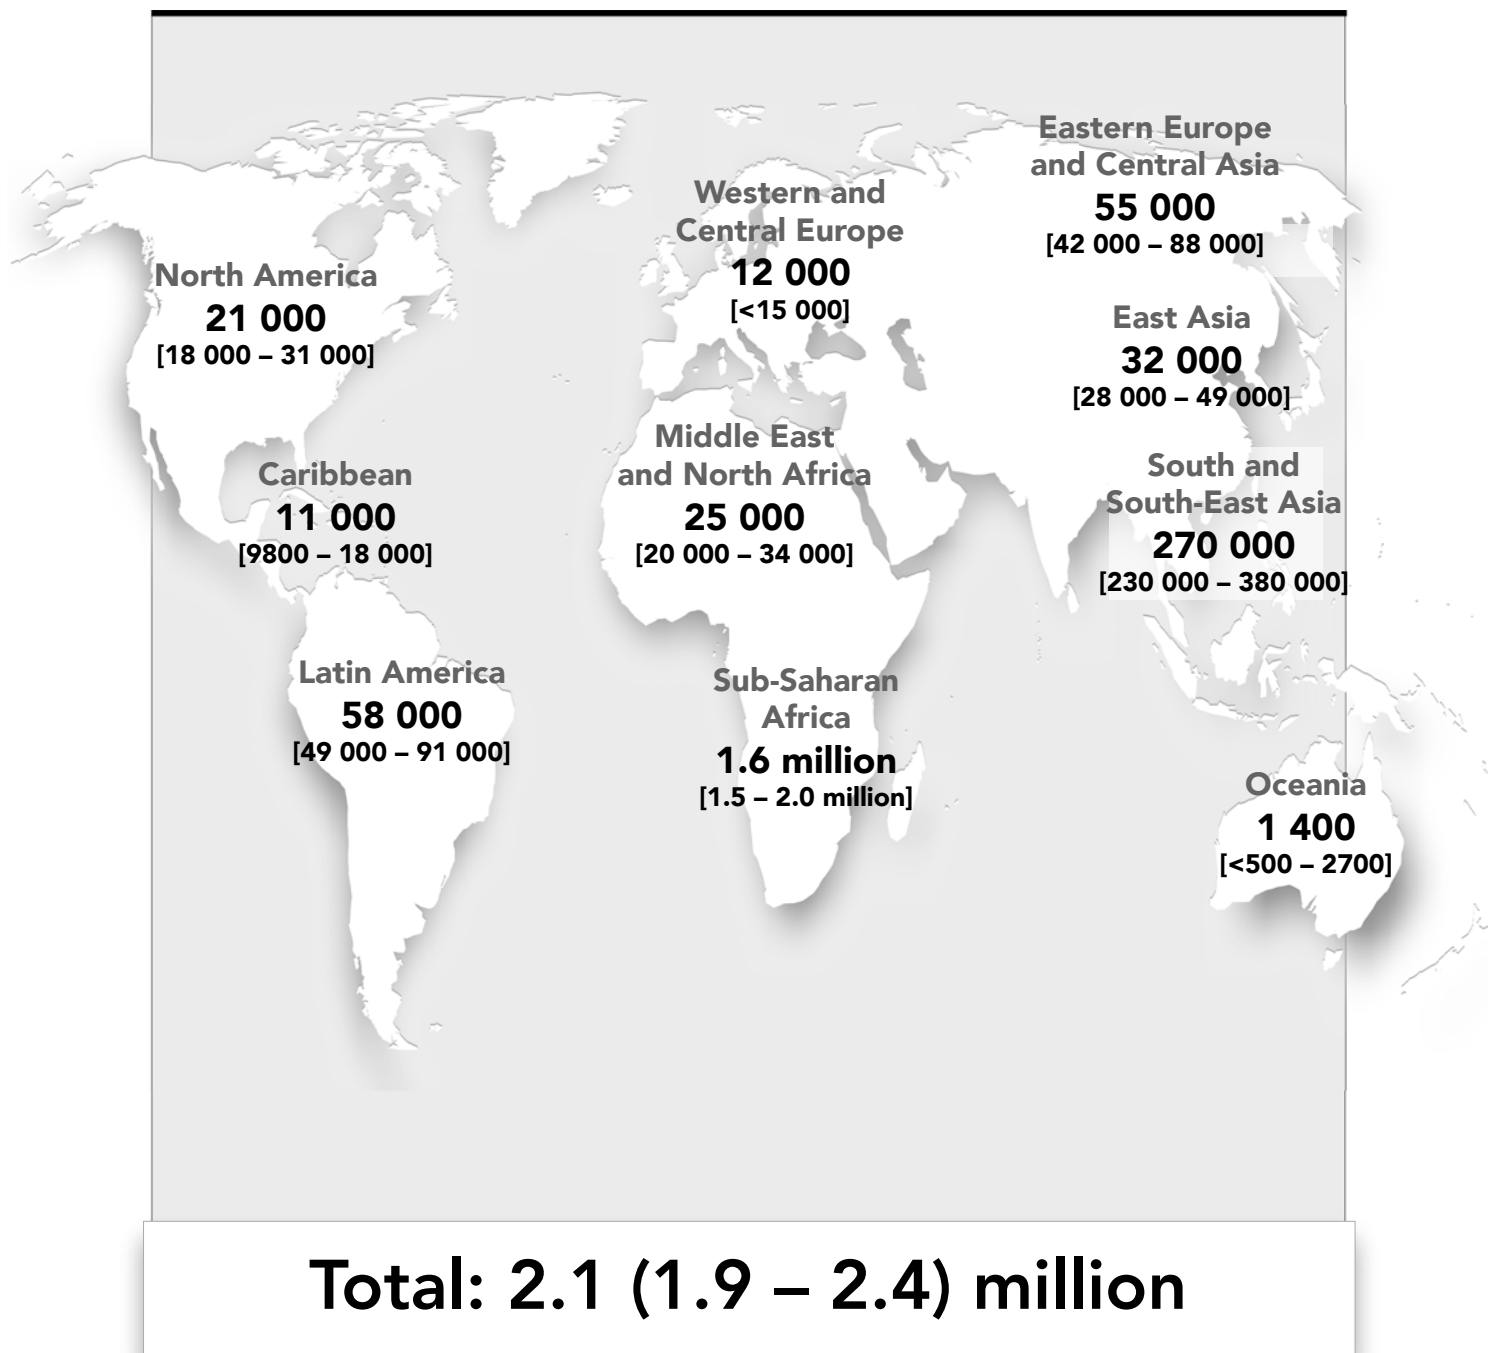 Eastern Europe
and Central Asia
55 000
[42 000 – 88 000]
Western and
Central Europe
12 000
[<15 000]
North America
21 000
[18 000 – 31 000]
East Asia
32 000
[28 000 – 49 000]
Middle East
and North Africa
25 000
[20 000 – 34 000]
Caribbean
11 000
[9800 – 18 000]
South and
South-East Asia
270 000
[230 000 – 380 000]
Latin America
58 000
[49 000 – 91 000]
Sub-Saharan
Africa
1.6 million
[1.5 – 2.0 million]
Oceania
1 400
[<500 – 2700]
Total: 2.1 (1.9 – 2.4) million